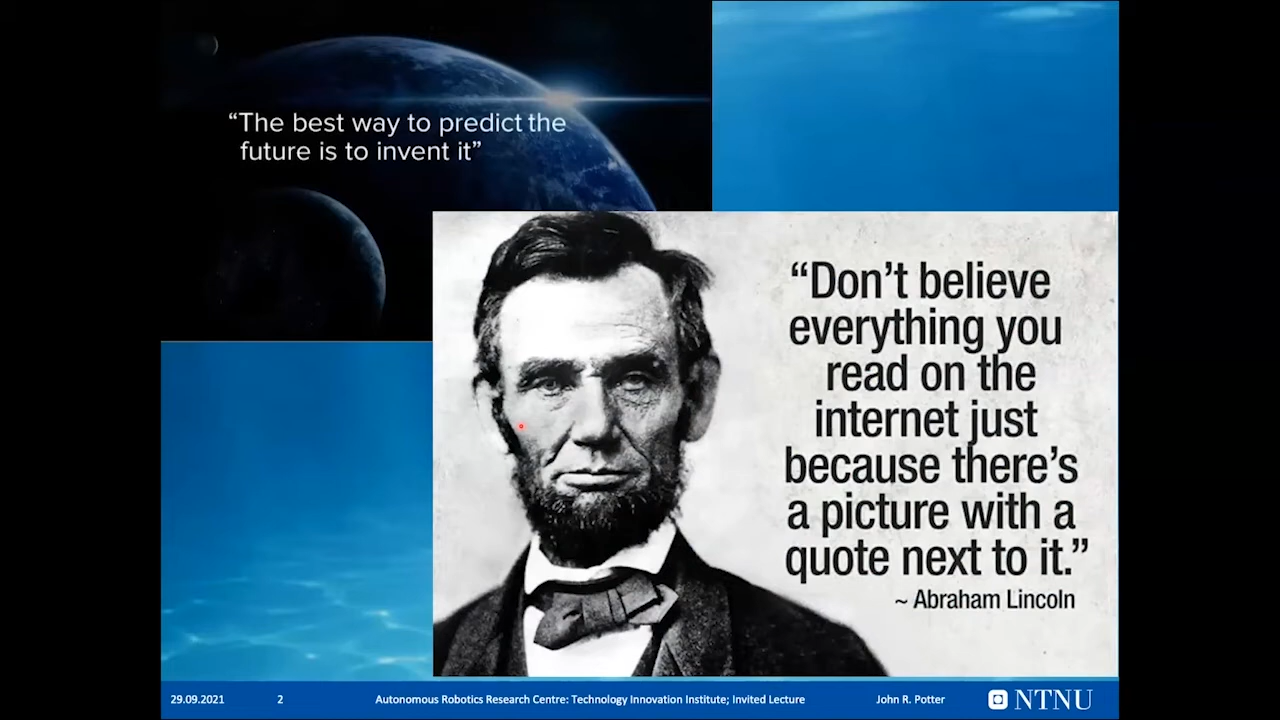 “The best way to predict the
future is to invent it”
“Don’t believe
everything you
read on the
internet just
because there’s
a picture with a
quote next to it.”
~ Abraham Lincoln
29.09.2021
2
Autonomous Robotics Research Centre: Technology Innovation Institute; Invited Lecture
John R. Potter
NTNU